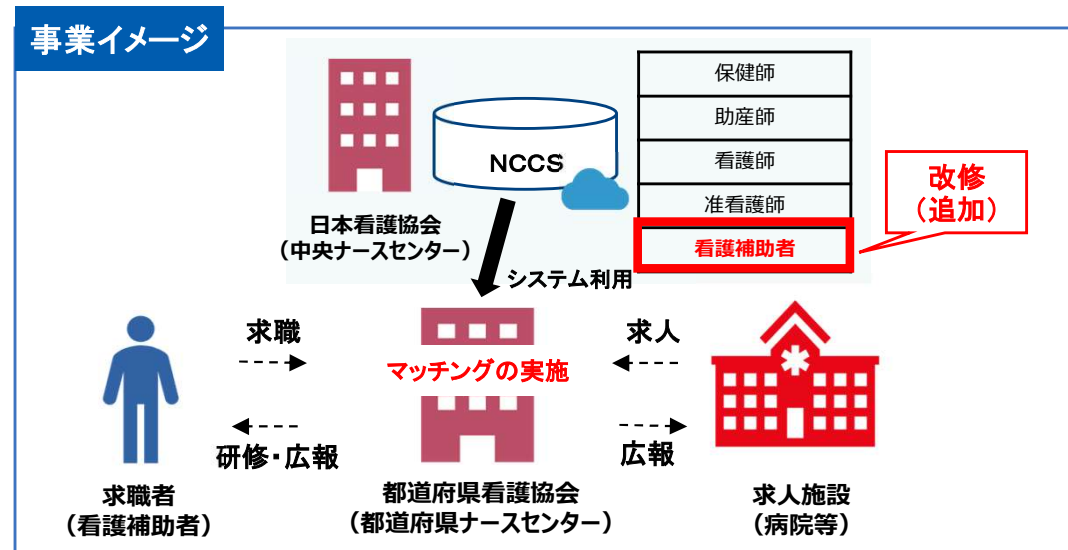 事業イメージ
保健師
助産師
看護師
准看護師
看護補助者
改修
（追加）
NCCS
日本看護協会
（中央ナースセンター）
システム利用
求職
マッチングの実施
求人
研修・広報
広報
求職者
（看護補助者）
都道府県看護協会
（都道府県ナースセンター）
求人施設
（病院等）